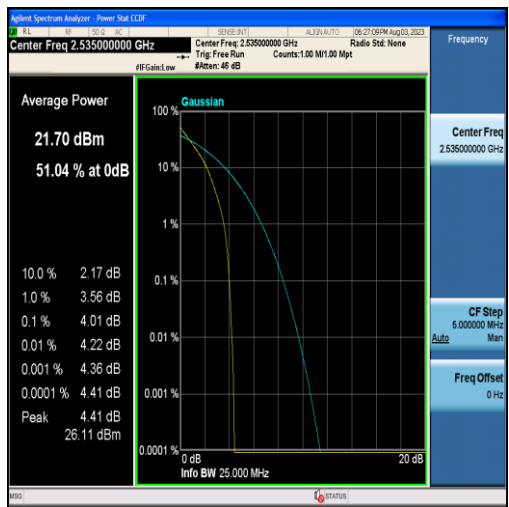 Agilent Spectrum Analyzer - Power Stat CCDF
RL RF 50 Ω AC SENSE:INT ALIGN AUTO 06:27:09 PM Aug 03, 2023
Center Freq 2.535000000 GHz
Center Freq: 2.535000000 GHz Radio Std: None
Trig: Free Run Counts:1.00 M/1.00 Mpt
#IFGain:Low #Atten: 46 dB
Frequency
Average Power
21.70 dBm
51.04 % at 0dB
10.0 % 2.17 dB
1.0 % 3.56 dB
0.1 % 4.01 dB
0.01 % 4.22 dB
0.001 % 4.36 dB
0.0001 % 4.41 dB
Peak 4.41 dB
26.11 dBm
Gaussian
100 %
10 %
1 %
0.1 %
0.01 %
0.001 %
0.0001 %
0 dB 20 dB
Info BW 25.000 MHz
Center Freq
2.535000000 GHz
CF Step
5.000000 MHz
Auto Man
Freq Offset
0 Hz
MSG STATUS